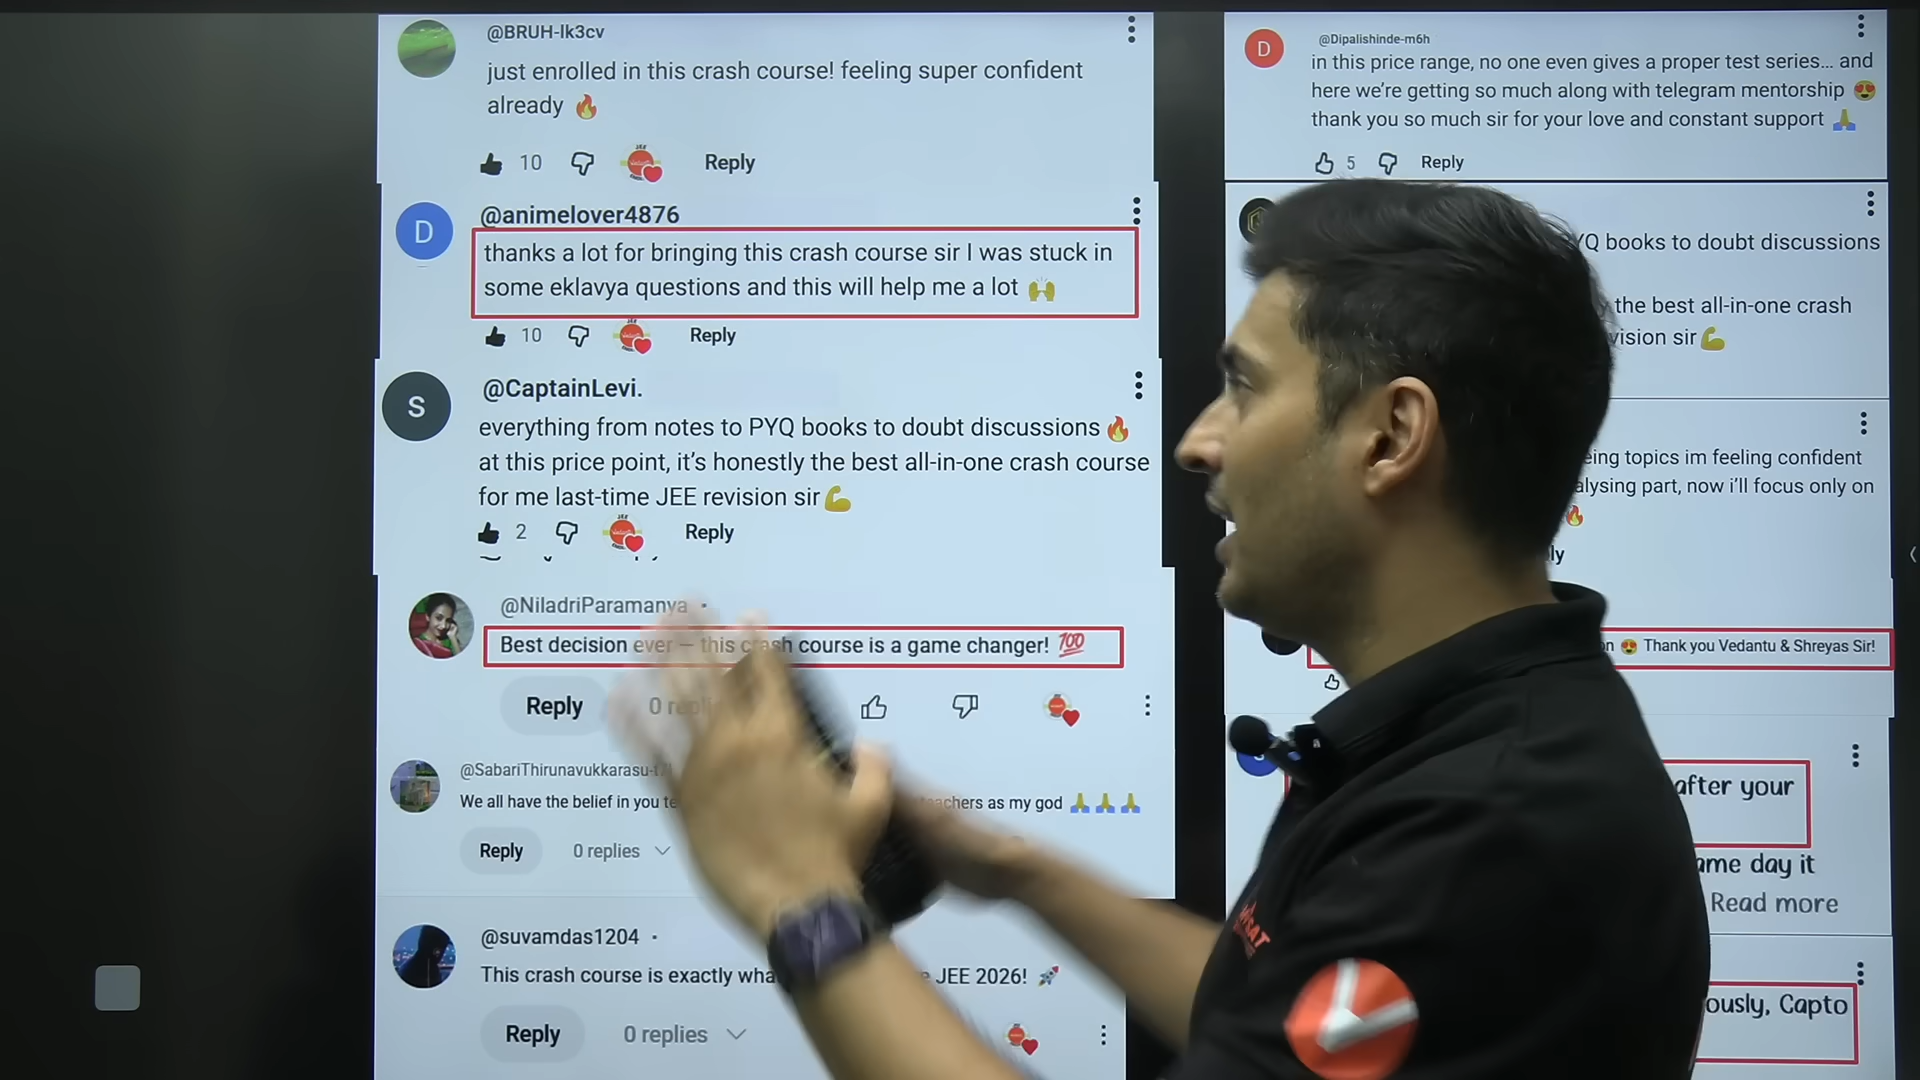 @BRUH-lk3cv
just enrolled in this crash course! feeling super confident
already 🔥
10 Reply
@animelover4876
D
thanks a lot for bringing this crash course sir I was stuck in
some eklavya questions and this will help me a lot 🙌
10 Reply
@CaptainLevi.
S
everything from notes to PYQ books to doubt discussions 🔥
at this price point, it's honestly the best all-in-one crash course
for me last-time JEE revision sir 💪
2 Reply
@NiladriParamanya
Best decision ever – this crash course is a game changer! 💯
Reply 0 repli
@SabariThirunavukkarasu-t
We all have the belief in you te teachers as my god 🙏🙏🙏
Reply 0 replies
@suvamdas1204 ·
This crash course is exactly wha JEE 2026! 🚀
Reply 0 replies
@Dipalishinde-m6h
D
in this price range, no one even gives a proper test series... and
here we're getting so much along with telegram mentorship 😍
thank you so much sir for your love and constant support 🙏
5 Reply
YQ books to doubt discussions
the best all-in-one crash
vision sir 💪
eing topics im feeling confident
alysing part, now i'll focus only on
🔥
ly
on 😍 Thank you Vedantu & Shreyas Sir!
after your
ame day it
Read more
ously, Capto